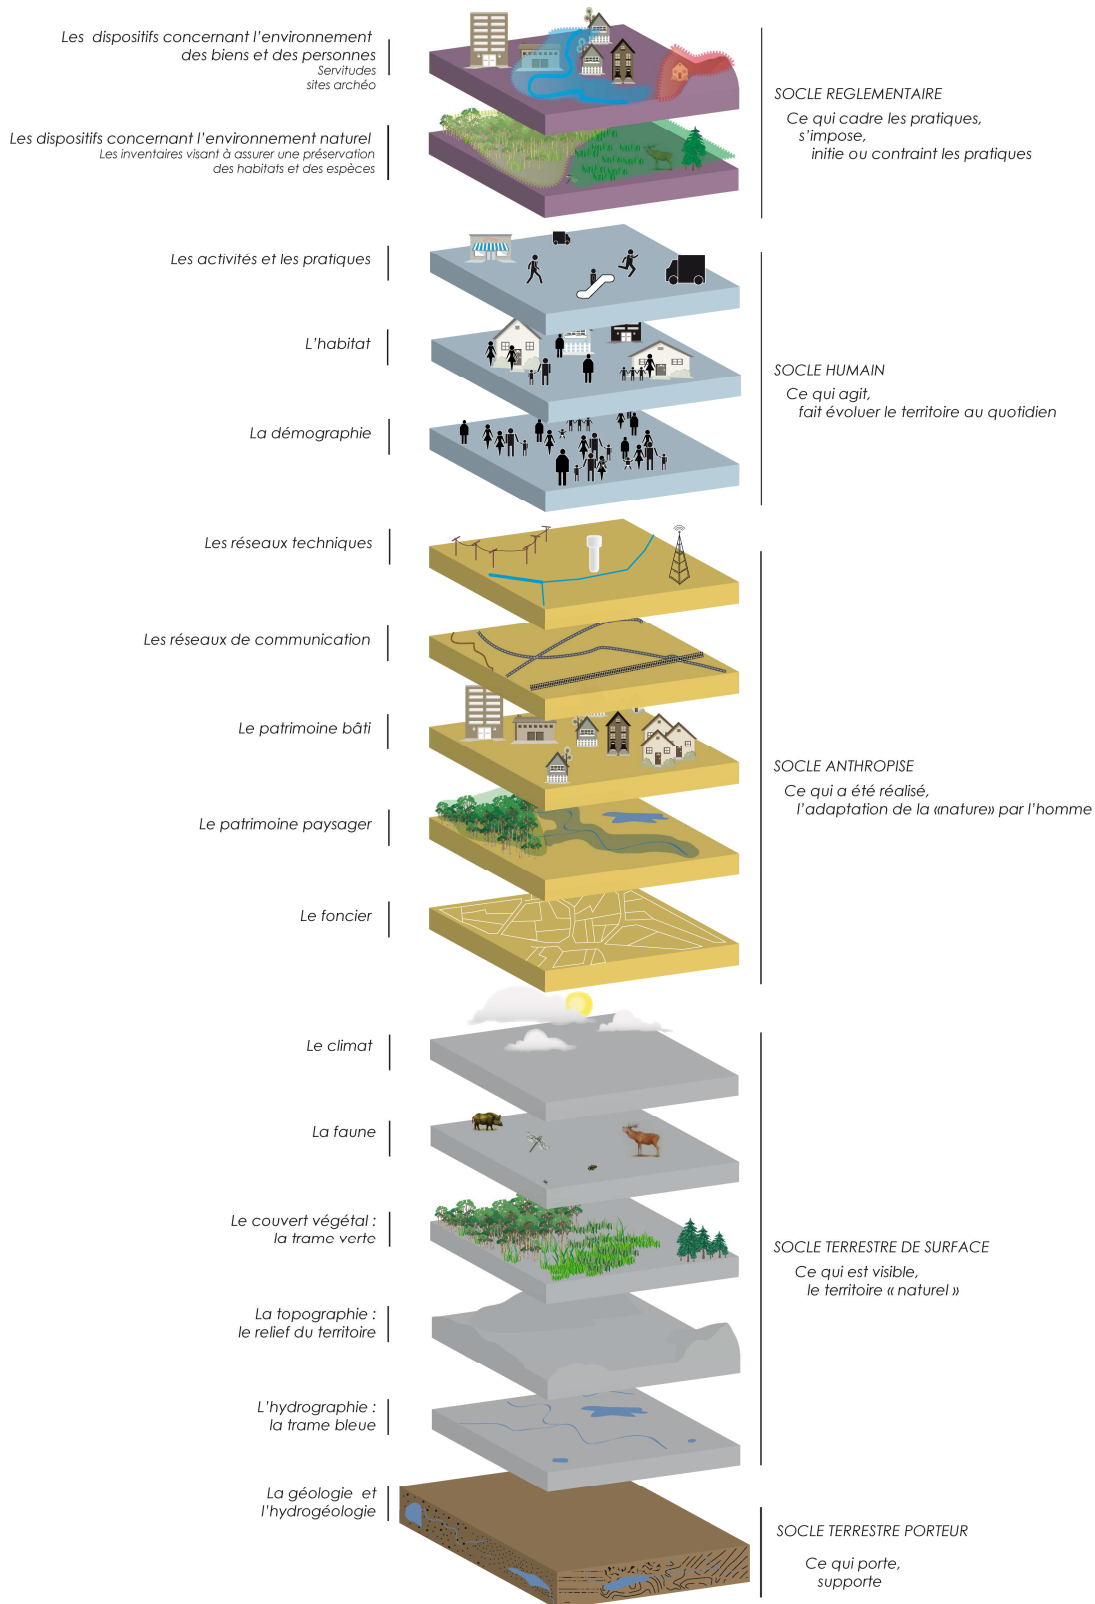 Les dispositifs concernant l'environnement
des biens et des personnes
Servitudes
sites archéo
Les dispositifs concernant l'environnement naturel
Les inventaires visant à assurer une préservation
des habitats et des espèces
SOCLE REGLEMENTAIRE
Ce qui cadre les pratiques,
s'impose,
initie ou contraint les pratiques
Les activités et les pratiques
L'habitat
La démographie
SOCLE HUMAIN
Ce qui agit,
fait évoluer le territoire au quotidien
Les réseaux techniques
Les réseaux de communication
Le patrimoine bâti
Le patrimoine paysager
Le foncier
SOCLE ANTHROPISE
Ce qui a été réalisé,
l'adaptation de la «nature» par l'homme
Le climat
La faune
Le couvert végétal :
la trame verte
La topographie :
le relief du territoire
L'hydrographie :
la trame bleue
SOCLE TERRESTRE DE SURFACE
Ce qui est visible,
le territoire « naturel »
La géologie et
l'hydrogéologie
SOCLE TERRESTRE PORTEUR
Ce qui porte,
supporte